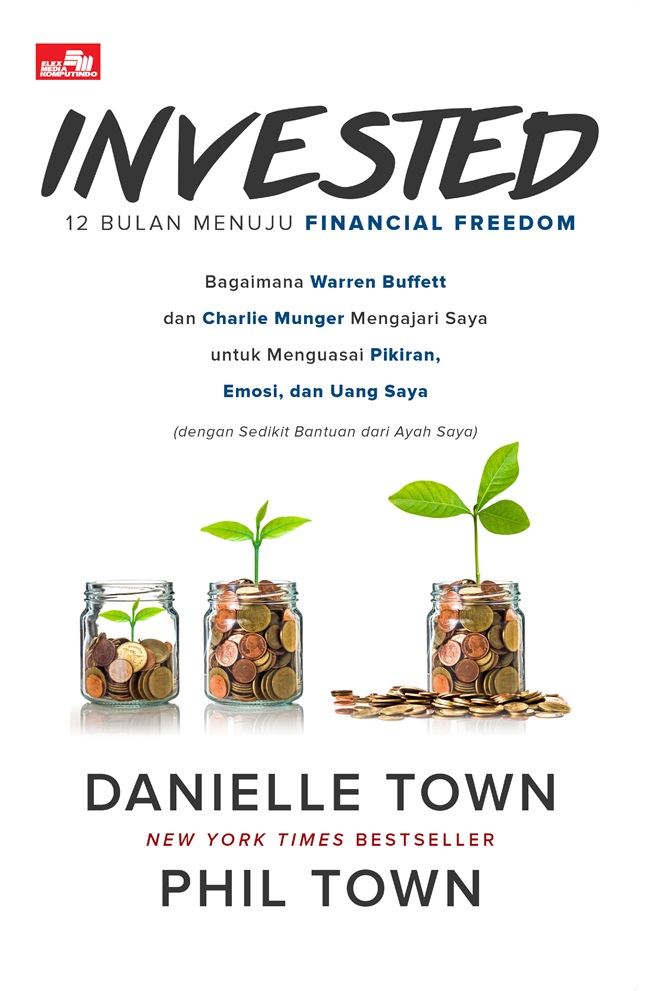 ELEX
MEDIA
KOMPUTINDO
INVESTED
12 BULAN MENUJU FINANCIAL FREEDOM
Bagaimana Warren Buffett
dan Charlie Munger Mengajari Saya
untuk Menguasai Pikiran,
Emosi, dan Uang Saya
(dengan Sedikit Bantuan dari Ayah Saya)
DANIELLE TOWN
NEW YORK TIMES BESTSELLER
PHIL TOWN